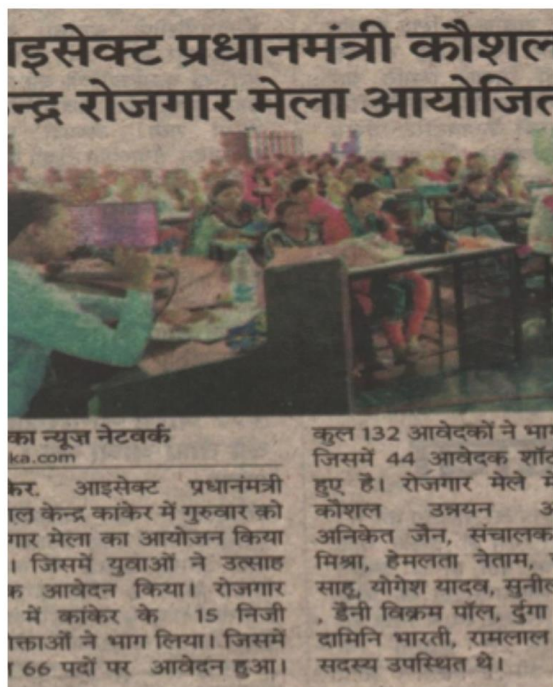 इसेक्ट प्रधानमंत्री कौशल
न्द्र रोजगार मेला आयोजित
का न्यूज नेटवर्क
ka.com
केर. आइसेक्ट प्रधानमंत्री
ल केन्द्र कांकेर में गुरुवार को
गार मेला का आयोजन किया
। जिसमें युवाओं ने उत्साह
क आवेदन किया। रोजगार
में कांकेर के 15 निजी
क्ताओं ने भाग लिया। जिसमें
66 पदों पर आवेदन हुआ।
कुल 132 आवेदकों ने भा
जिसमें 44 आवेदक शॉ
हुए है। रोजगार मेले में
कौशल उन्नयन अ
अनिकेत जैन, संचालक
मिश्रा, हेमलता नेताम,
साहू, योगेश यादव, सुनील
, डैनी विक्रम पॉल, दुंगा
दामिनि भारती, रामलाल
सदस्य उपस्थित थे।